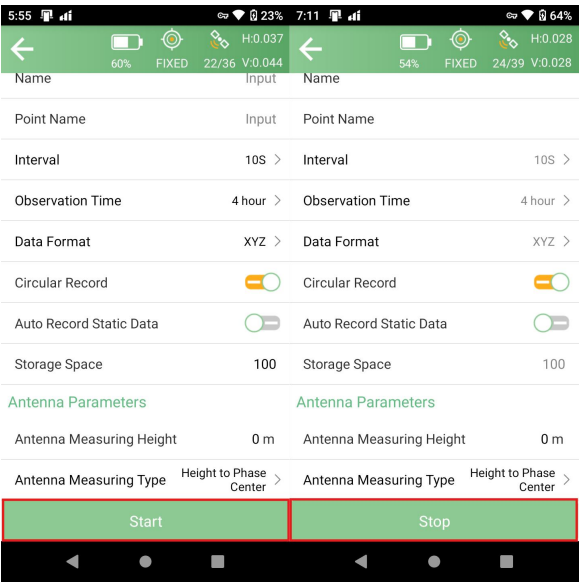 5:55 23%
H:0.037
60% FIXED 22/36 V:0.044
Name Input
Point Name Input
Interval 10S
Observation Time 4 hour
Data Format XYZ
Circular Record
Auto Record Static Data
Storage Space 100
Antenna Parameters
Antenna Measuring Height 0 m
Antenna Measuring Type Height to Phase
Center
Start
7:11 64%
H:0.028
54% FIXED 24/39 V:0.028
Name
Point Name
Interval 10S
Observation Time 4 hour
Data Format XYZ
Circular Record
Auto Record Static Data
Storage Space 100
Antenna Parameters
Antenna Measuring Height 0 m
Antenna Measuring Type Height to Phase
Center
Stop